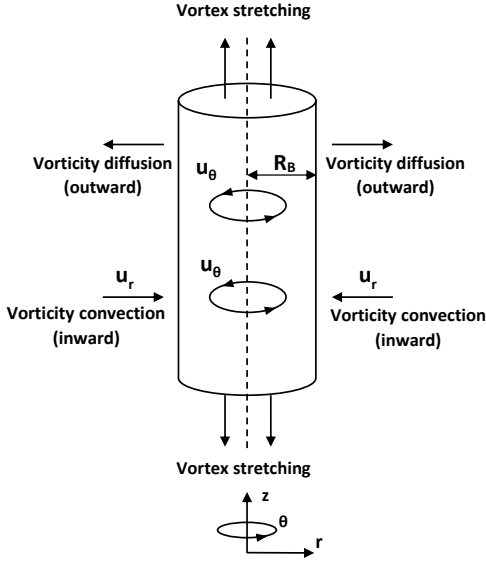 Vortex stretching
R_B
Vorticity diffusion
(outward)
u_θ
Vorticity diffusion
(outward)
u_θ
u_r
u_r
Vorticity convection
(inward)
Vorticity convection
(inward)
Vortex stretching
z
θ
r